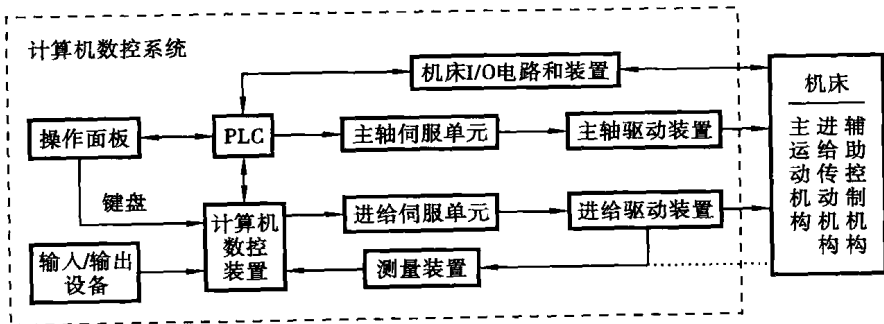 计算机数控系统
机床I/O电路和装置
机床
操作面板
PLC
主轴伺服单元
主轴驱动装置
主运动机构
进给传动机构
辅助控制机构
键盘
计算机
数控
装置
进给伺服单元
进给驱动装置
输入/输出
设备
测量装置